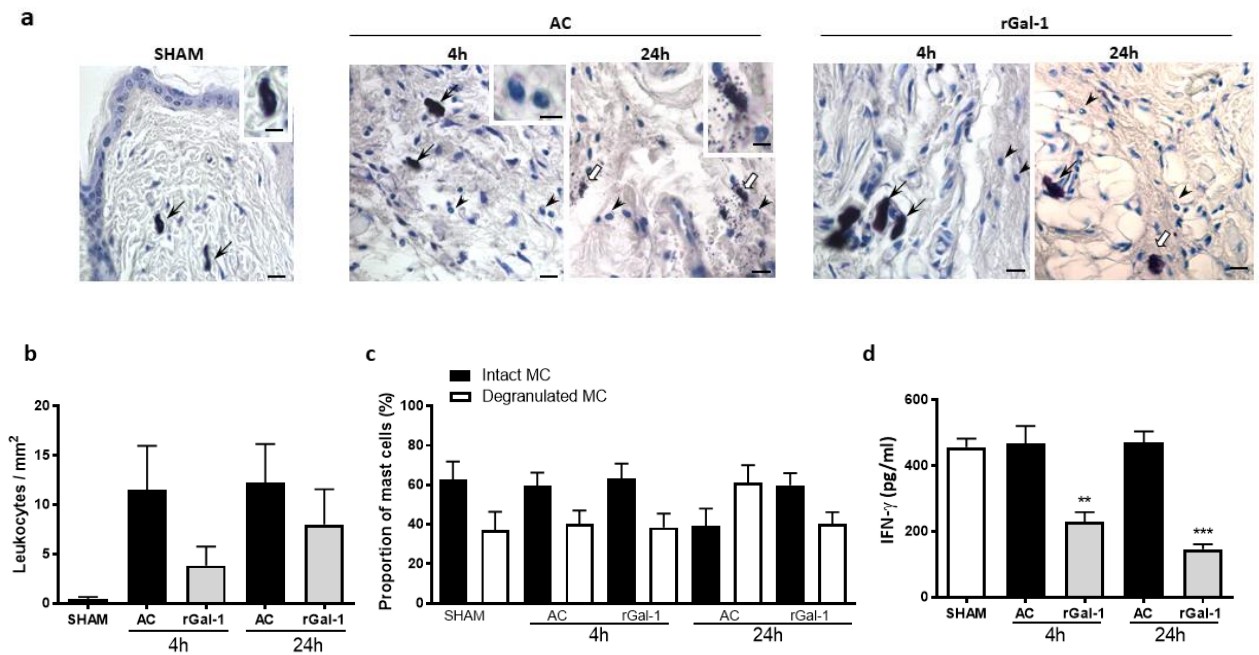 a
AC
rGal-1
SHAM
4h
24h
4h
24h
b
Leukocytes / mm²
20
15
10
5
0
SHAM
AC
rGal-1
AC
rGal-1
4h
24h
c
Intact MC
Degranulated MC
Proportion of mast cells (%)
100
80
60
40
20
0
SHAM
AC
rGal-1
AC
rGal-1
4h
24h
d
IFN-γ (pg/ml)
600
400
200
0
**
***
SHAM
AC
rGal-1
AC
rGal-1
4h
24h